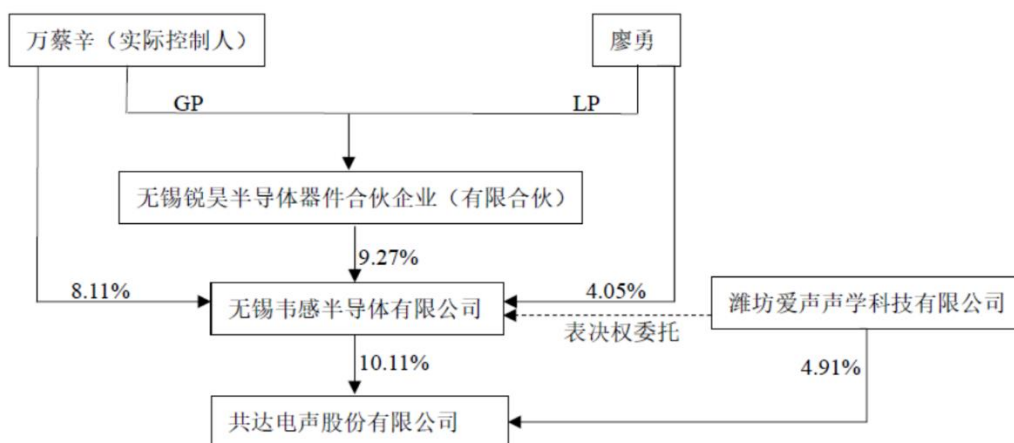 万蔡辛（实际控制人）
廖勇
GP
LP
无锡锐昊半导体器件合伙企业（有限合伙）
9.27%
8.11%
4.05%
无锡韦感半导体有限公司
潍坊爱声声学科技有限公司
表决权委托
10.11%
4.91%
共达电声股份有限公司